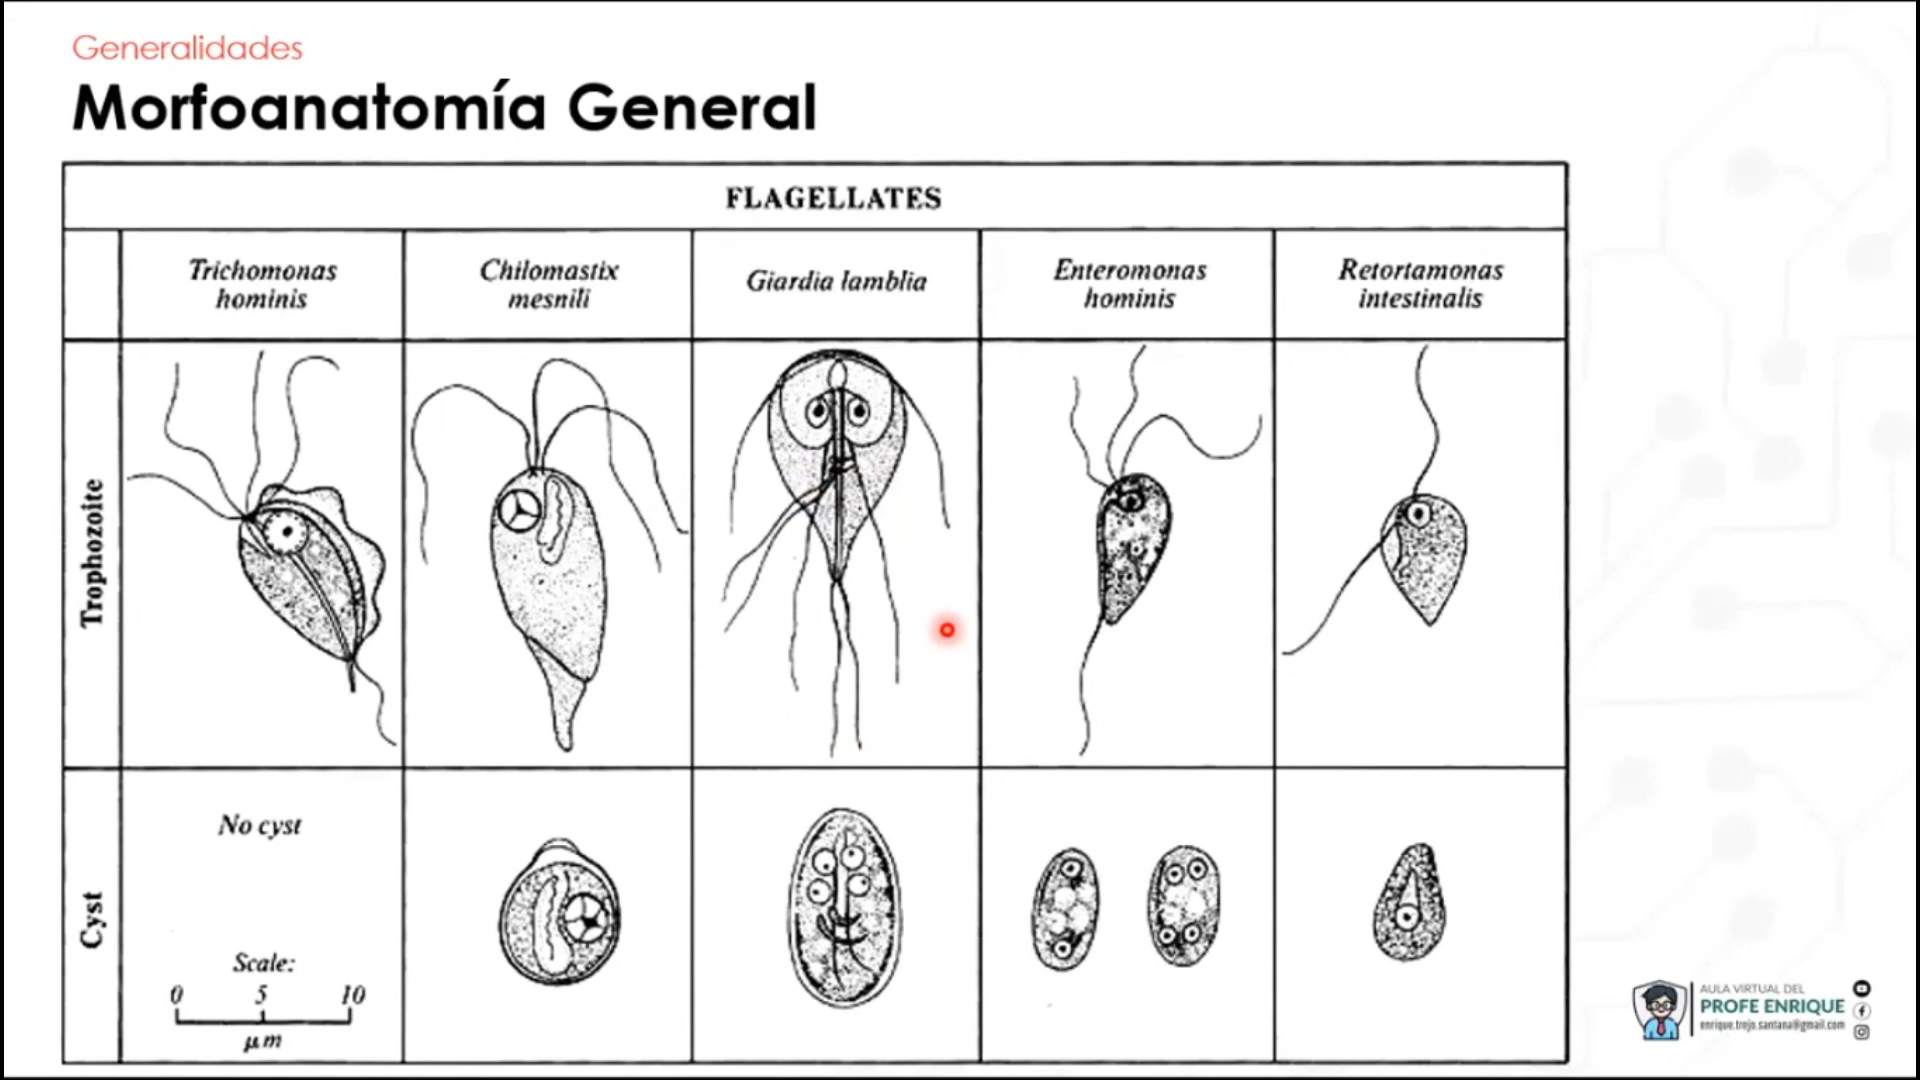 Generalidades
Morfoanatomía General
FLAGELLATES
Trichomonas
hominis
Chilomastix
mesnili
Giardia lamblia
Enteromonas
hominis
Retortamonas
intestinalis
Trophozoite
Cyst
No cyst
Scale:
0 5 10
μm
AULA VIRTUAL DEL
PROFE ENRIQUE
enrique.trejo.santana@gmail.com